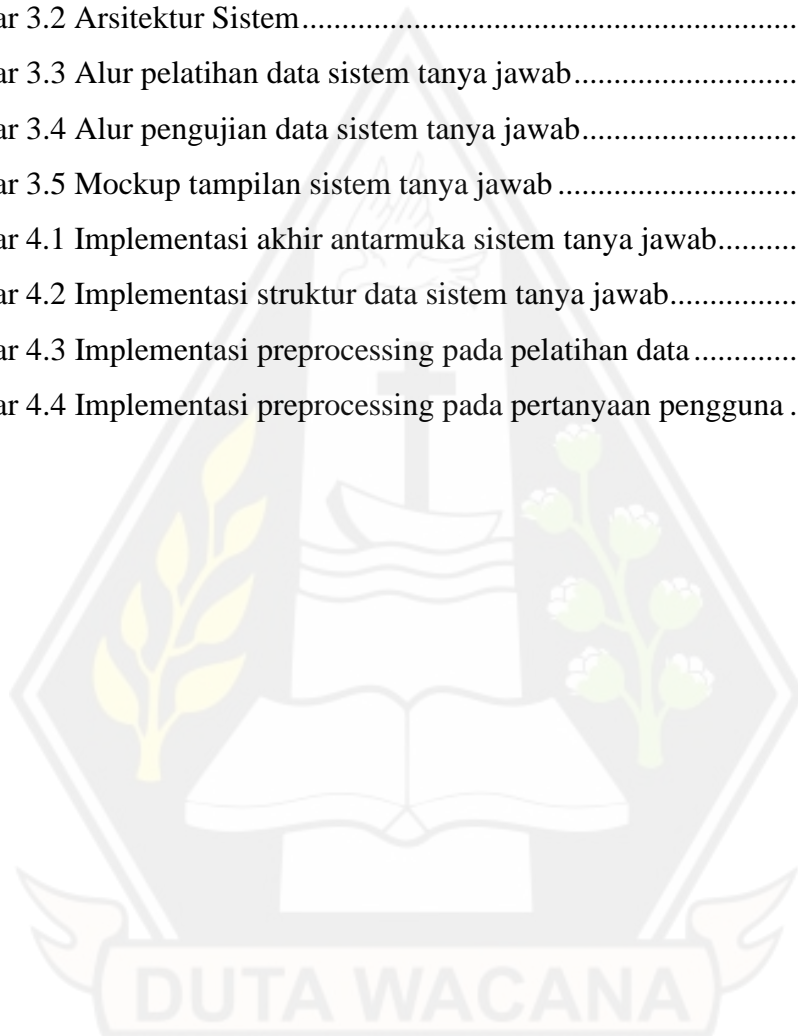 ar 3.2 Arsitektur Sistem...............................................................
ar 3.3 Alur pelatihan data sistem tanya jawab............................
ar 3.4 Alur pengujian data sistem tanya jawab...........................
ar 3.5 Mockup tampilan sistem tanya jawab ..............................
ar 4.1 Implementasi akhir antarmuka sistem tanya jawab..........
ar 4.2 Implementasi struktur data sistem tanya jawab................
ar 4.3 Implementasi preprocessing pada pelatihan data .............
ar 4.4 Implementasi preprocessing pada pertanyaan pengguna .
DUTA WACANA